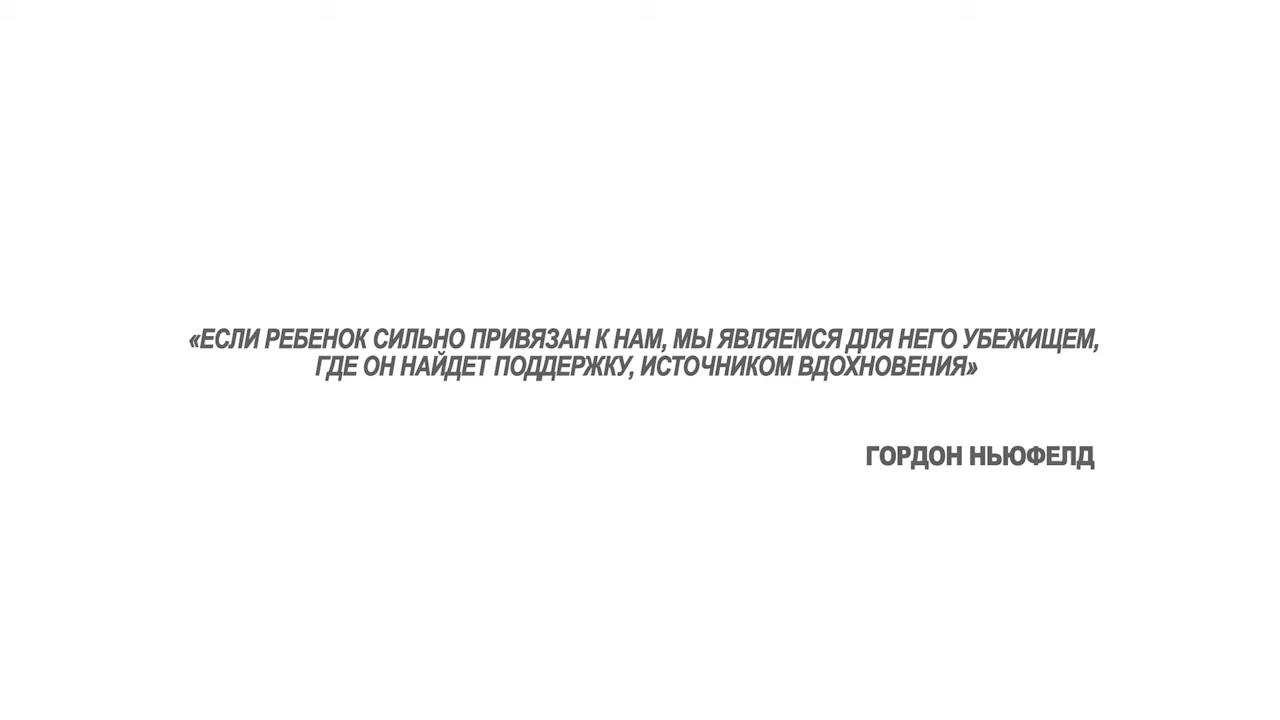 «ЕСЛИ РЕБЕНОК СИЛЬНО ПРИВЯЗАН К НАМ, МЫ ЯВЛЯЕМСЯ ДЛЯ НЕГО УБЕЖИЩЕМ,
ГДЕ ОН НАЙДЕТ ПОДДЕРЖКУ, ИСТОЧНИКОМ ВДОХНОВЕНИЯ»
ГОРДОН НЬЮФЕЛД